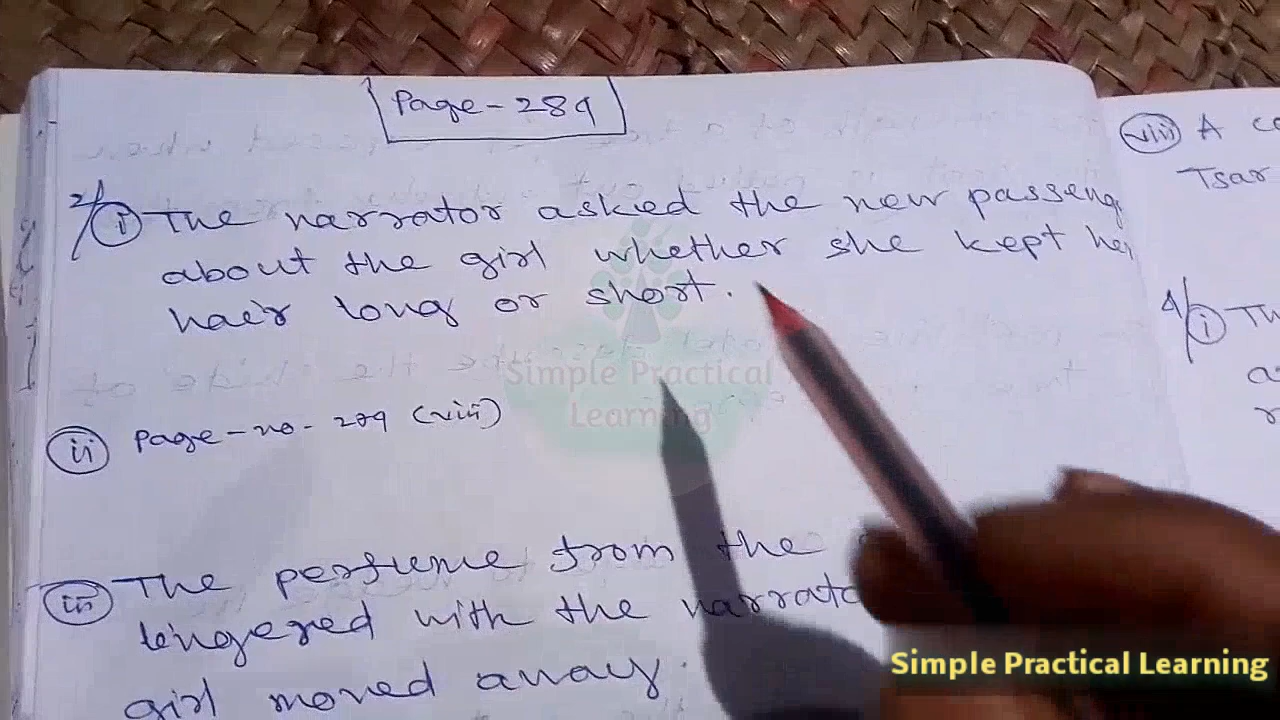 Page-289
2/ (i) The narrator asked the new passeng
about the girl whether she kept he
hair long or short.
(ii) Page-no- 289 (viii)
(iii) The perfume from the
lingered with the narrato
girl moved away.
(viii) A co
Tsar
4/ (i) Th
a
r
Simple Practical
Learning
Simple Practical Learning